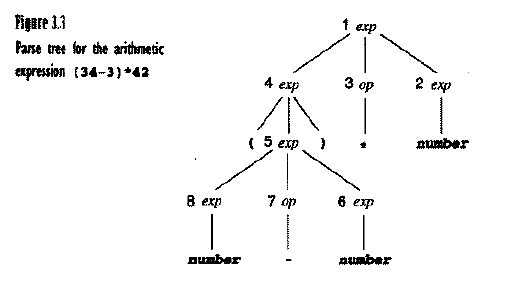 Figure 3.3
Parse tree for the arithmetic
expression (34-3)*42
1 exp
4 exp 3 op 2 exp
( 5 exp ) * number
8 exp 7 op 6 exp
number - number